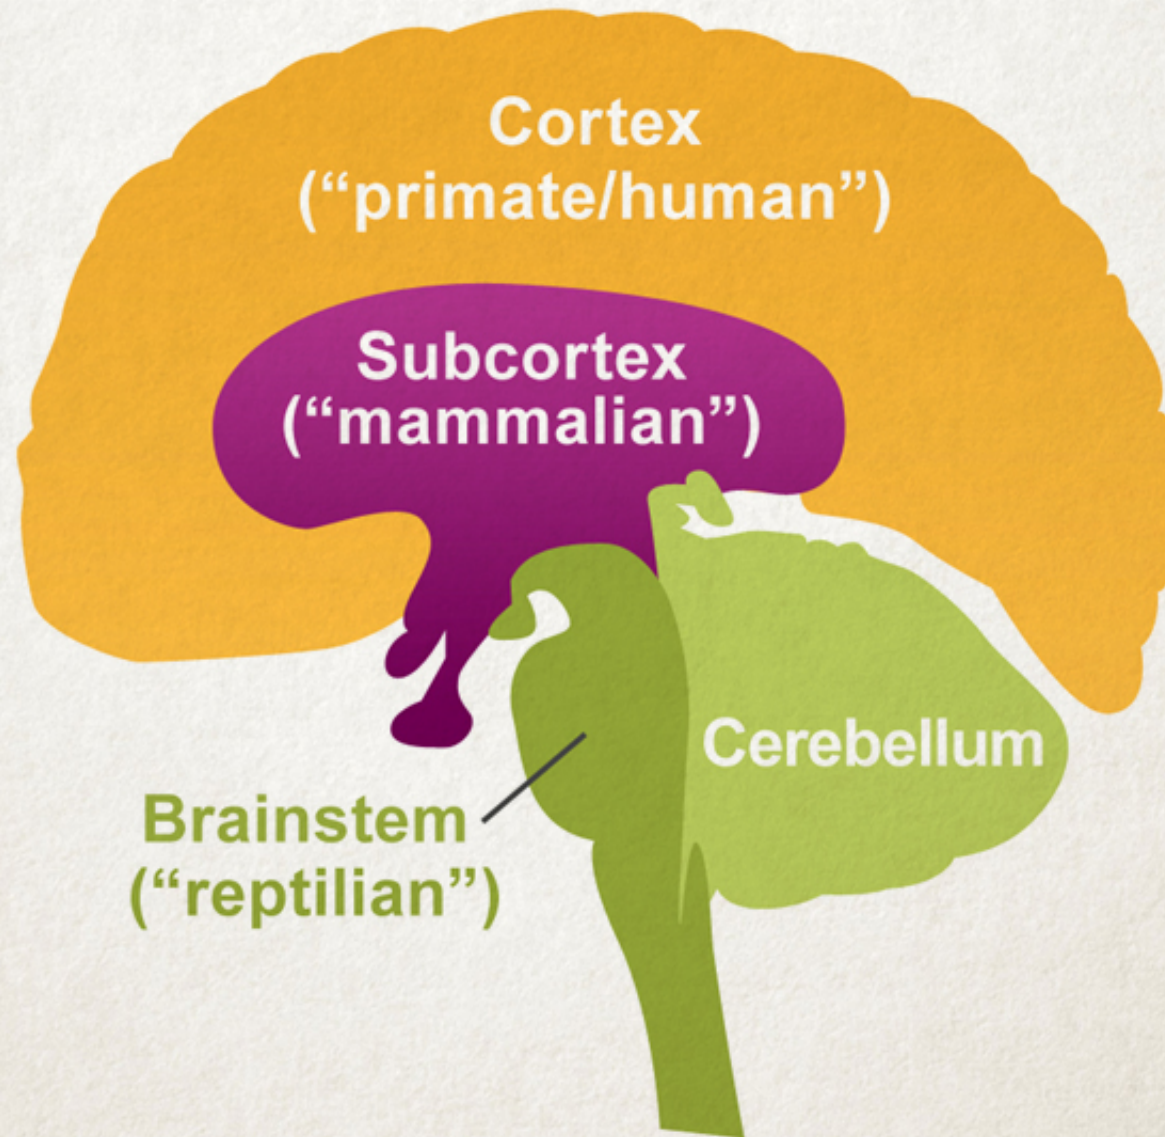 Cortex
(“primate/human”)
Subcortex
(“mammalian”)
Cerebellum
Brainstem
(“reptilian”)